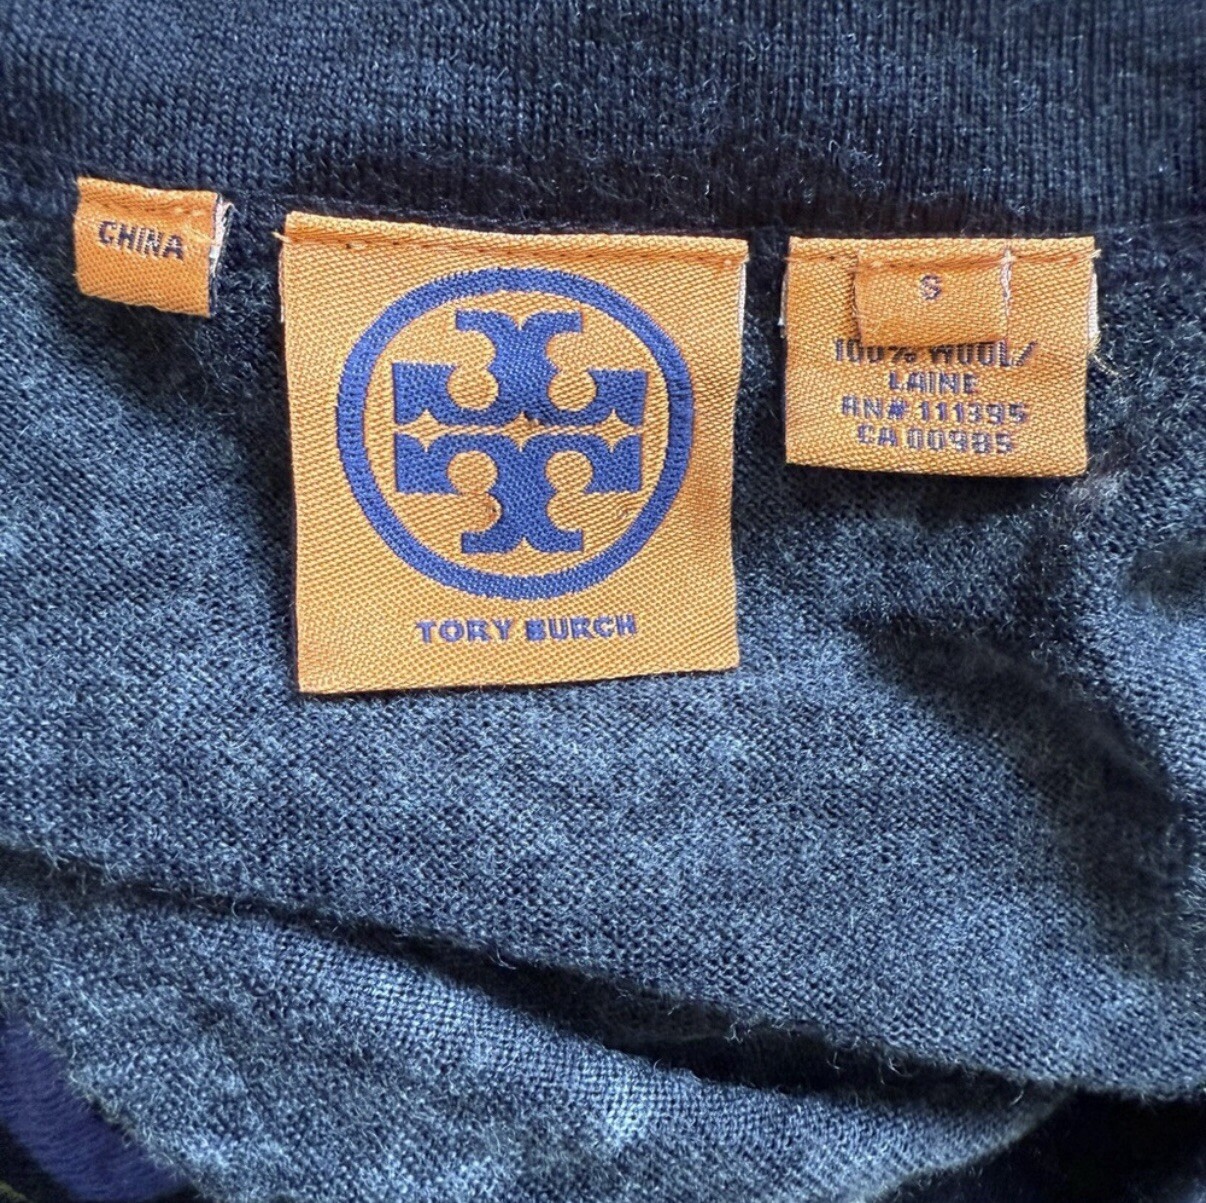 CHINA
TORY BURCH
S
100% WOOL/
LAINE
RN# 111395
CA 00985